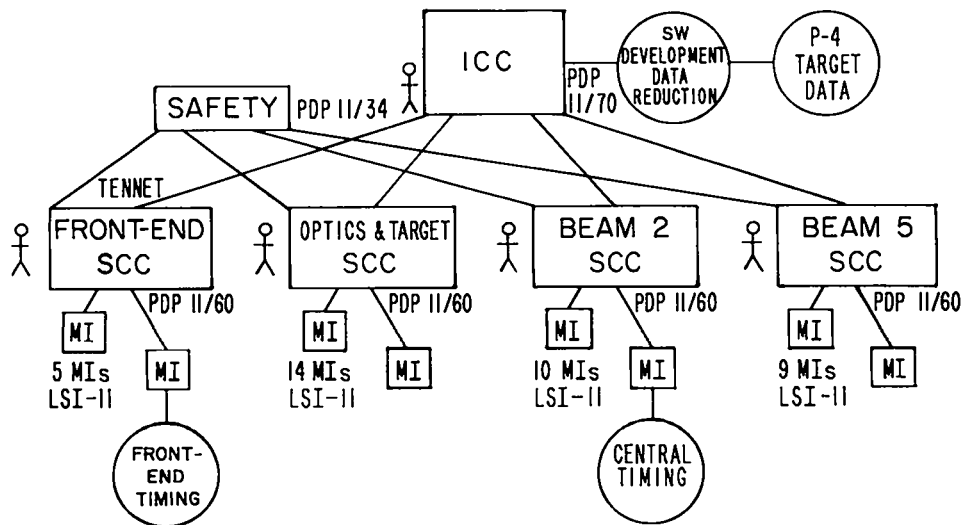 ICC
PDP
11/70
SW
DEVELOPMENT
DATA
REDUCTION
P-4
TARGET
DATA
SAFETY
PDP 11/34
TENNET
FRONT-END
SCC
PDP 11/60
OPTICS & TARGET
SCC
PDP 11/60
BEAM 2
SCC
PDP 11/60
BEAM 5
SCC
PDP 11/60
MI
5 MIs
LSI-11
MI
FRONT-
END
TIMING
MI
14 MIs
LSI-11
MI
MI
10 MIs
LSI-11
MI
CENTRAL
TIMING
MI
9 MIs
LSI-11
MI